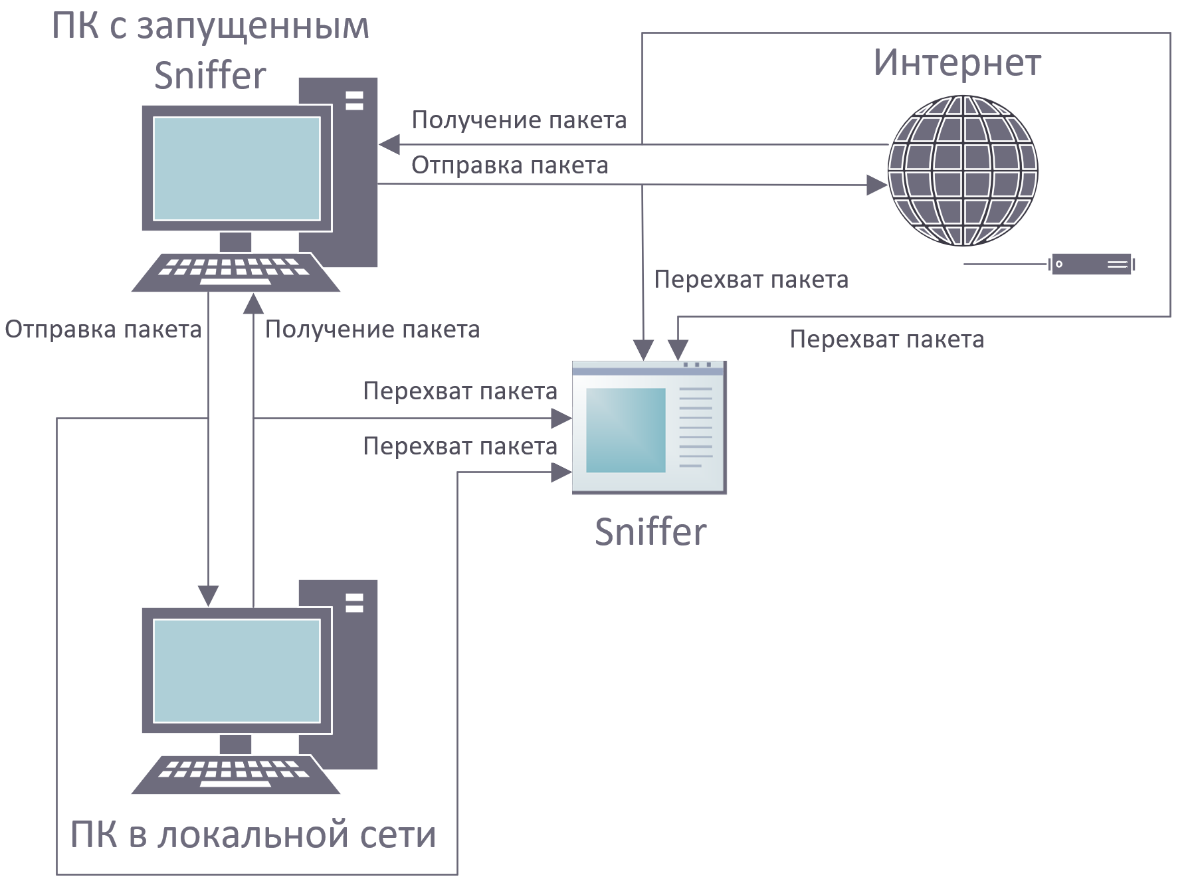 ПК с запущенным
Sniffer
Интернет
Получение пакета
Отправка пакета
Перехват пакета
Отправка пакета
Получение пакета
Перехват пакета
Перехват пакета
Перехват пакета
Sniffer
ПК в локальной сети